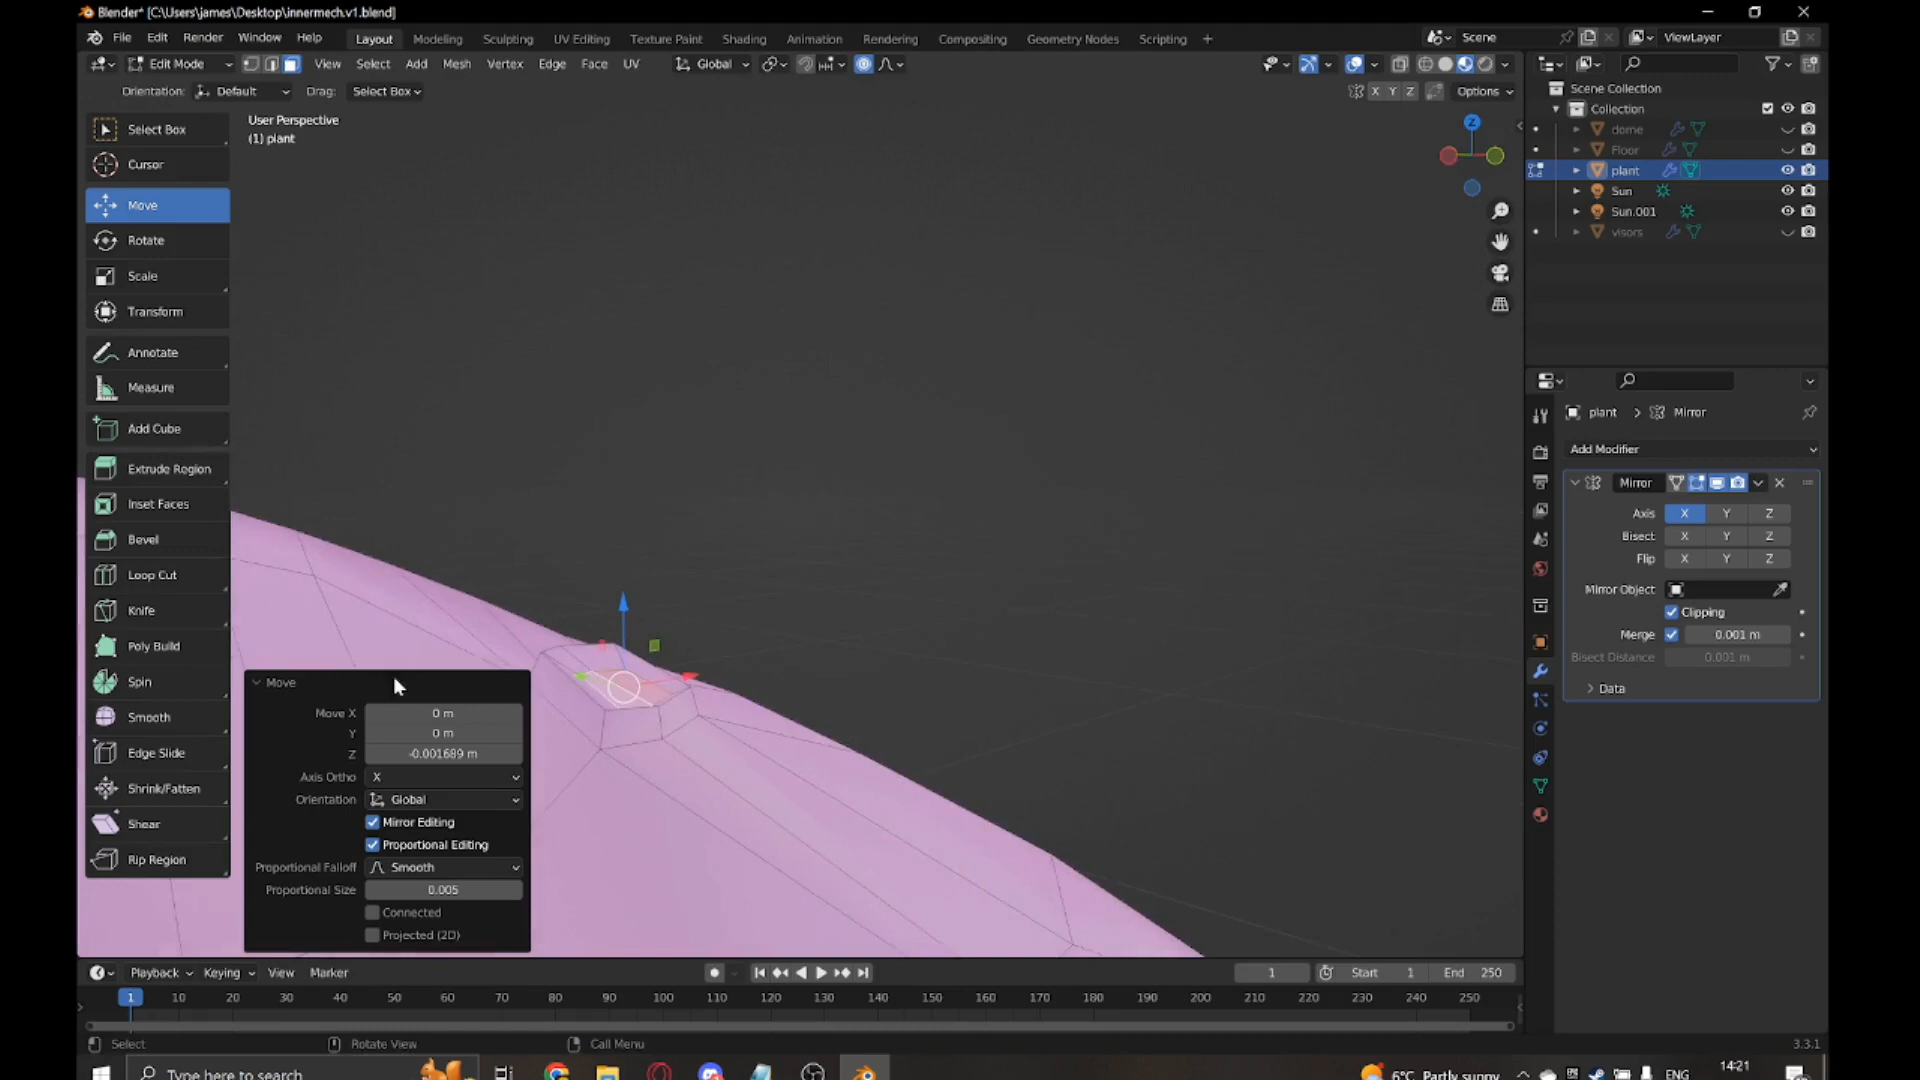 Blender* [C:\Users\james\Desktop\innermech.v1.blend]
File Edit Render Window Help Layout Modeling Sculpting UV Editing Texture Paint Shading Animation Rendering Compositing Geometry Nodes Scripting + Scene ViewLayer
Edit Mode View Select Add Mesh Vertex Edge Face UV Global
Orientation: Default Drag: Select Box X Y Z Options
User Perspective
(1) plant
Select Box
Cursor
Move
Rotate
Scale
Transform
Annotate
Measure
Add Cube
Extrude Region
Inset Faces
Bevel
Loop Cut
Knife
Poly Build
Spin
Smooth
Edge Slide
Shrink/Fatten
Shear
Rip Region
Z
Move
Move X 0 m
Y 0 m
Z -0.001689 m
Axis Ortho X
Orientation Global
Mirror Editing
Proportional Editing
Proportional Falloff Smooth
Proportional Size 0.005
Connected
Projected (2D)
Scene Collection
Collection
dome
Floor
plant
Sun
Sun.001
visors
plant > Mirror
Add Modifier
Mirror
Axis X Y Z
Bisect X Y Z
Flip X Y Z
Mirror Object
Clipping
Merge 0.001 m
Bisect Distance 0.001 m
Data
Playback Keying View Marker 1 Start 1 End 250
1 10 20 30 40 50 60 70 80 90 100 110 120 130 140 150 160 170 180 190 200 210 220 230 240 250
Select Rotate View Call Menu 3.3.1
Type here to search 6°C Partly sunny ENG 14:21